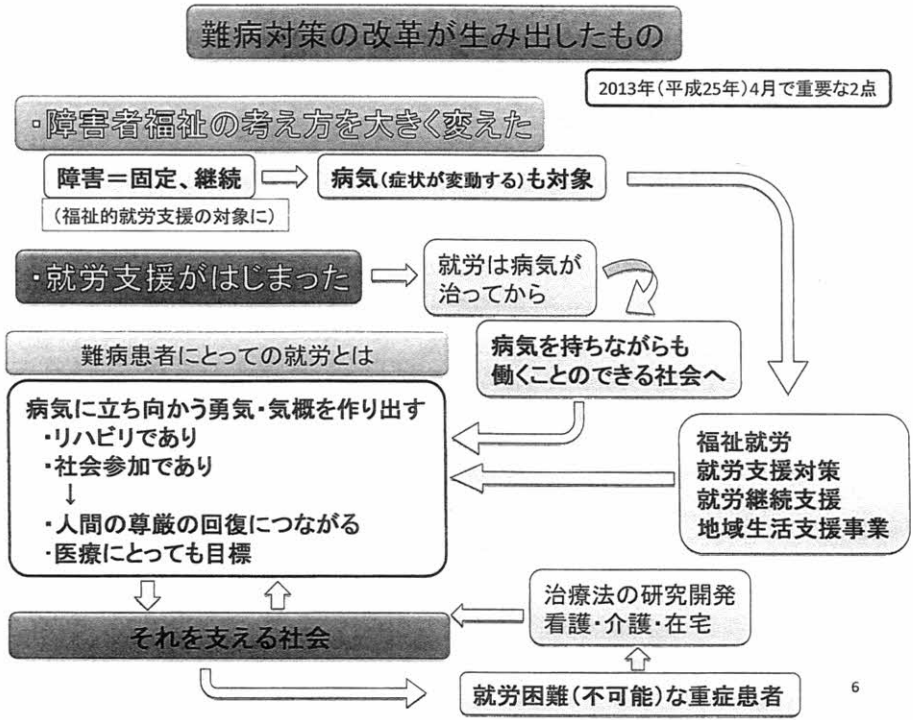 難病対策の改革が生み出したもの
2013年(平成25年)4月で重要な2点
・障害者福祉の考え方を大きく変えた
障害＝固定、継続
病気(症状が変動する)も対象
(福祉的就労支援の対象に)
・就労支援がはじまった
就労は病気が
治ってから
病気を持ちながらも
働くことのできる社会へ
難病患者にとっての就労とは
病気に立ち向かう勇気・気概を作り出す
・リハビリであり
・社会参加であり
↓
・人間の尊厳の回復につながる
・医療にとっても目標
福祉就労
就労支援対策
就労継続支援
地域生活支援事業
治療法の研究開発
看護・介護・在宅
それを支える社会
就労困難(不可能)な重症患者
6